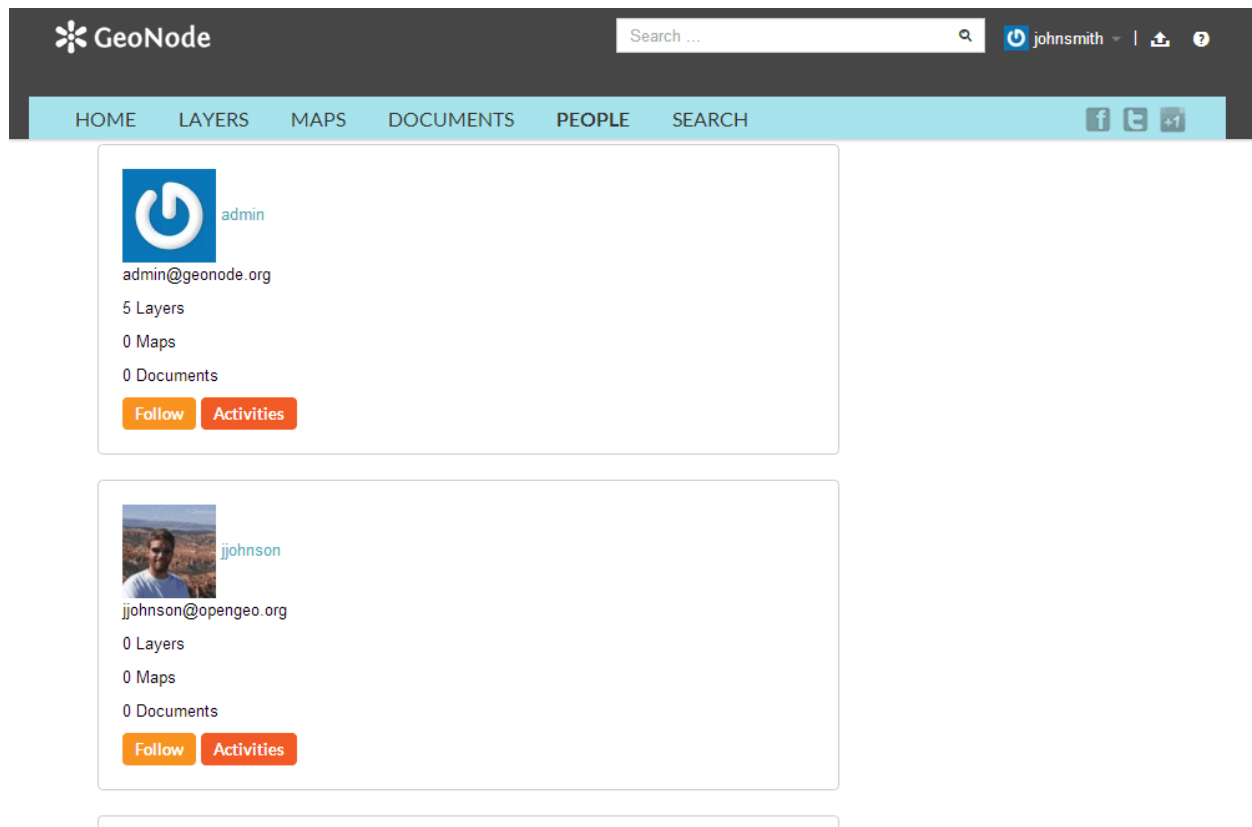 GeoNode
Search ...
johnsmith
HOME LAYERS MAPS DOCUMENTS PEOPLE SEARCH
f t +1
admin
admin@geonode.org
5 Layers
0 Maps
0 Documents
Follow Activities
jjohnson
jjohnson@opengeo.org
0 Layers
0 Maps
0 Documents
Follow Activities